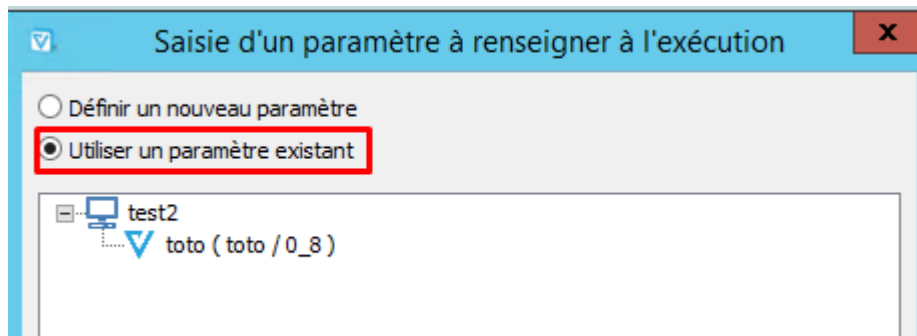 Saisie d'un paramètre à renseigner à l'exécution
x
Définir un nouveau paramètre
Utiliser un paramètre existant
test2
toto ( toto / 0_8 )